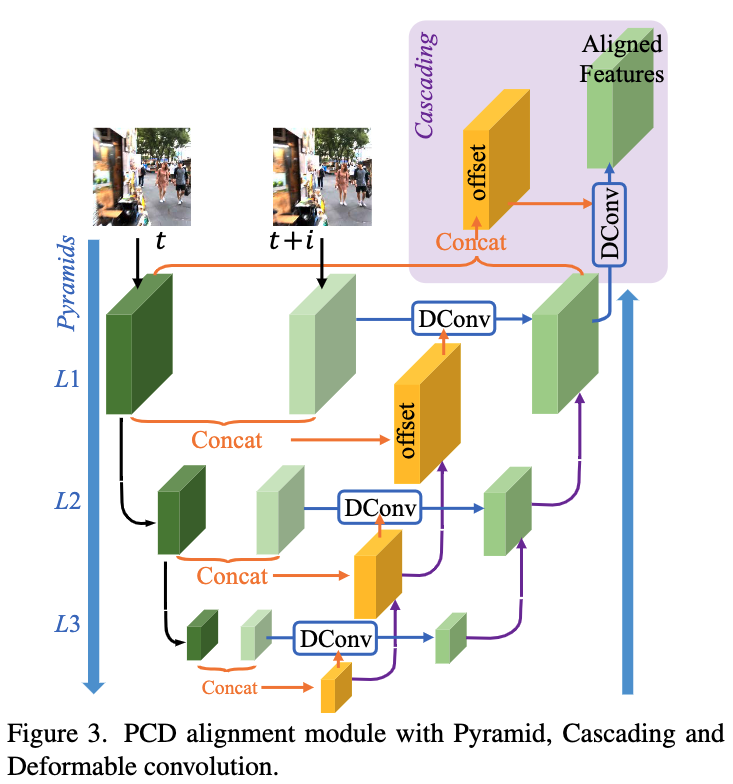 Cascading
Aligned
Features
offset
Concat
DConv
t
t+i
Pyramids
DConv
L1
offset
Concat
L2
DConv
Concat
L3
DConv
Concat
Figure 3. PCD alignment module with Pyramid, Cascading and
Deformable convolution.